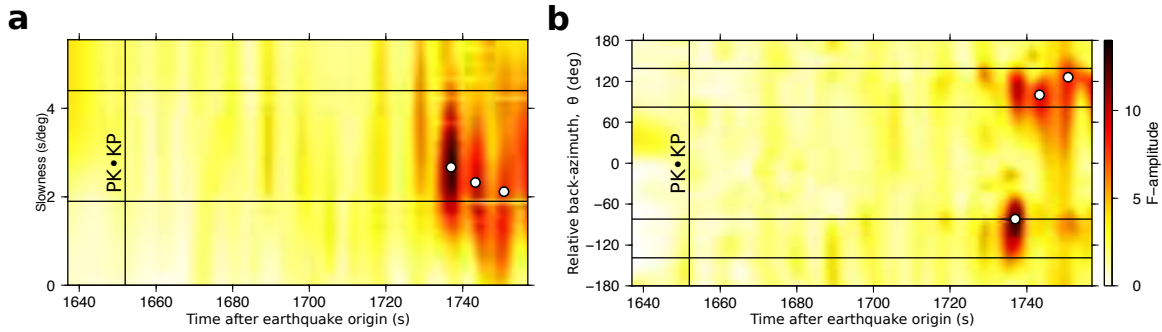 a
Slowness (s/deg)
4
2
0
PK•KP
1640 1660 1680 1700 1720 1740
Time after earthquake origin (s)
b
Relative back-azimuth, θ (deg)
180
120
60
0
−60
−120
−180
PK•KP
1640 1660 1680 1700 1720 1740
Time after earthquake origin (s)
10
5
0
F-amplitude